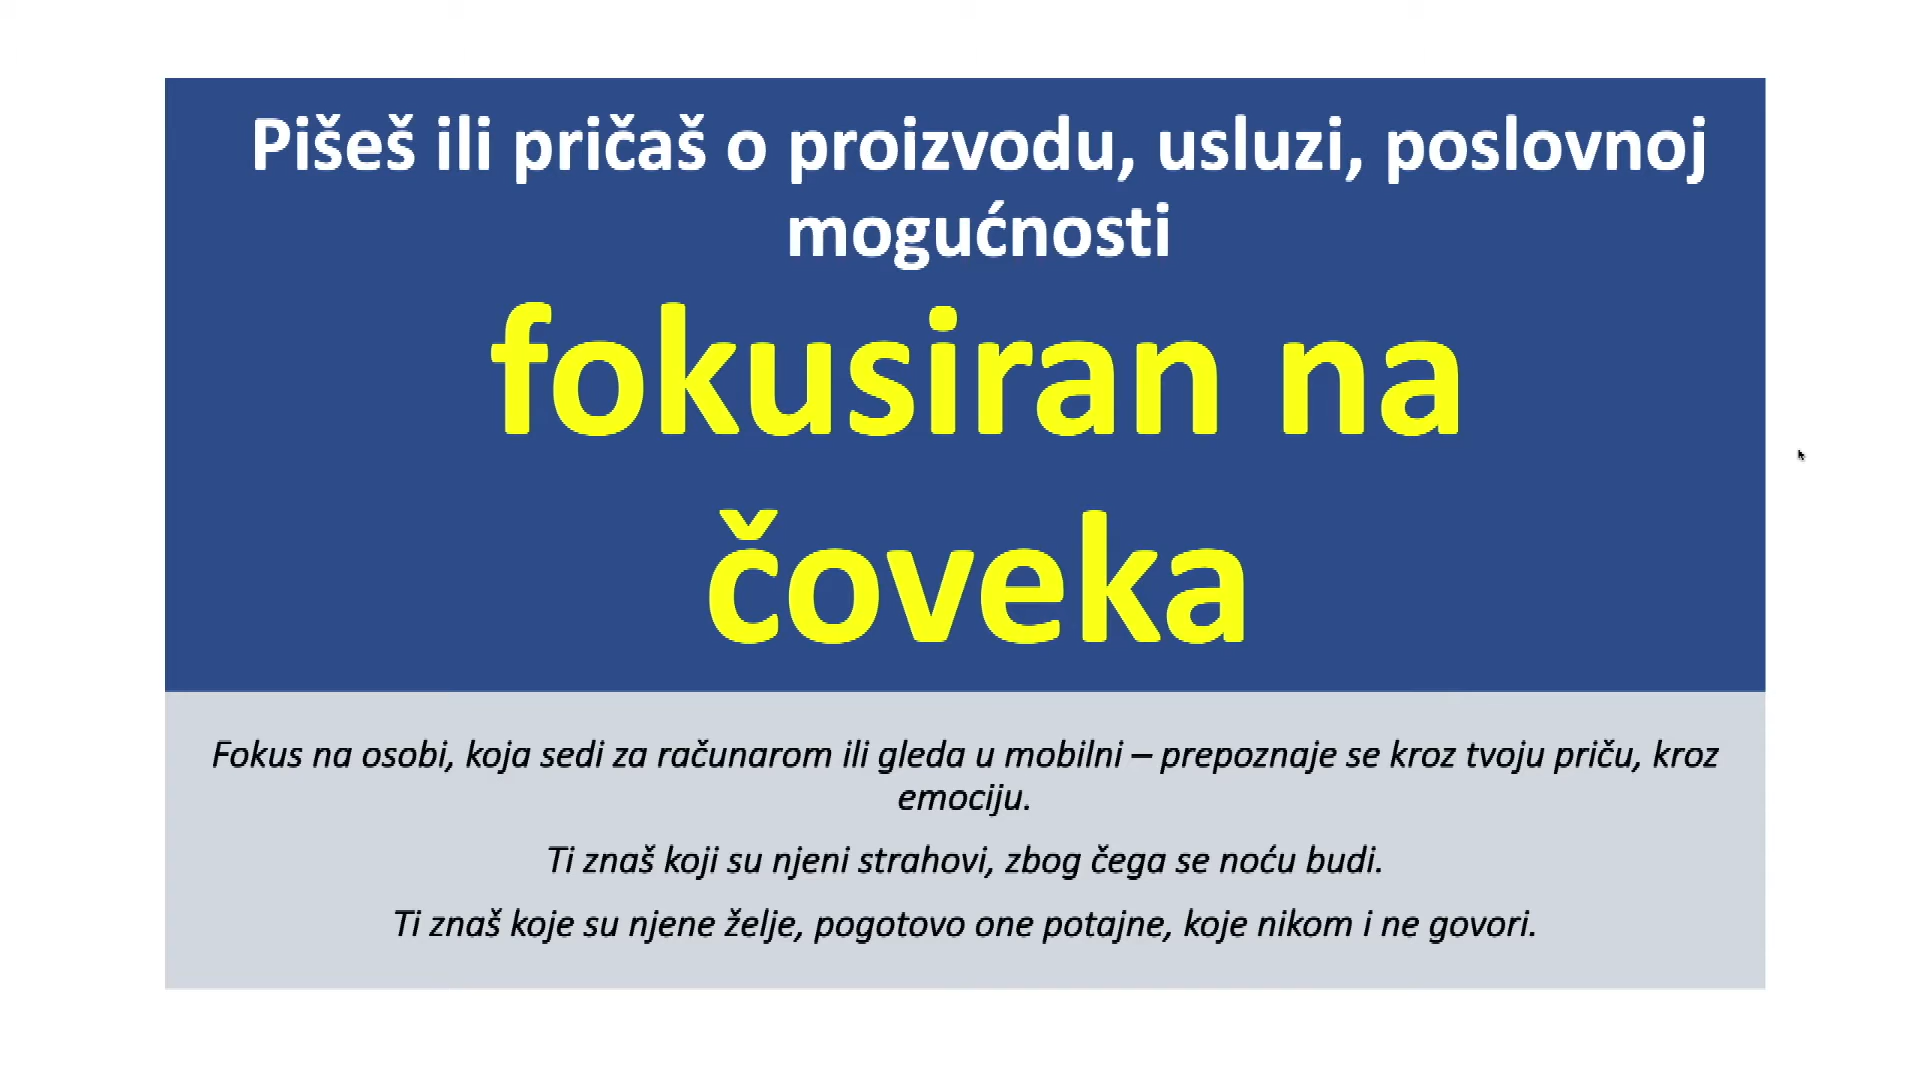 Pišeš ili pričaš o proizvodu, usluzi, poslovnoj
mogućnosti
fokusiran na
čoveka
Fokus na osobi, koja sedi za računarom ili gleda u mobilni – prepoznaje se kroz tvoju priču, kroz
emociju.
Ti znaš koji su njeni strahovi, zbog čega se noću budi.
Ti znaš koje su njene želje, pogotovo one potajne, koje nikom i ne govori.